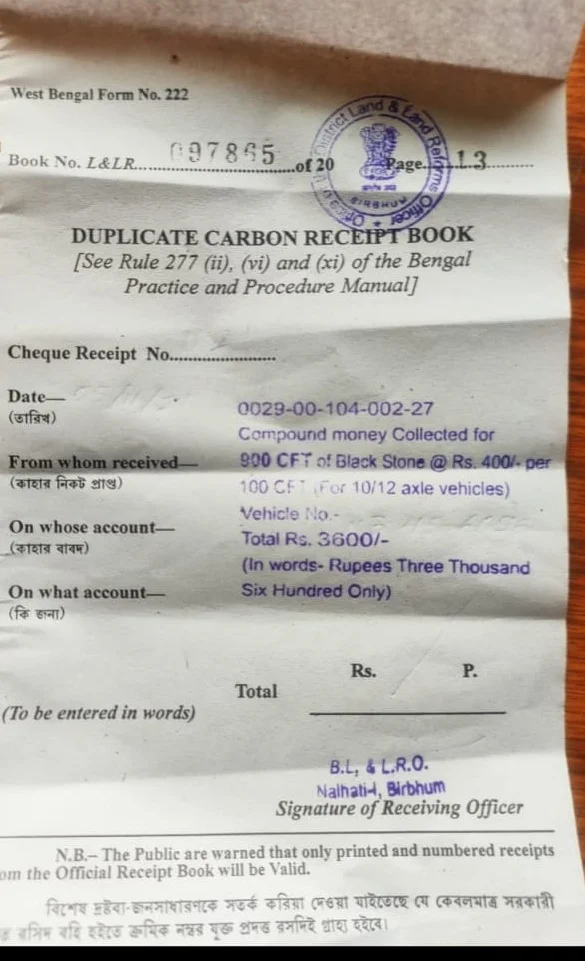 West Bengal Form No. 222
Book No. L&LR..........097865....of 20 Page...13............
District Land & Land Reforms Officer
BIRBHUM
DUPLICATE CARBON RECEIPT BOOK
[See Rule 277 (ii), (vi) and (xi) of the Bengal
Practice and Procedure Manual]
Cheque Receipt No.......................
Date—
(তারিখ)
From whom received—
(কাহার নিকট প্রাপ্ত)
On whose account—
(কাহার বাবদ)
On what account—
(কি জন্য)
0029-00-104-002-27
Compound money Collected for
900 CFT of Black Stone @ Rs. 400/- per
100 CFT (For 10/12 axle vehicles)
Vehicle No.-
Total Rs. 3600/-
(In words- Rupees Three Thousand
Six Hundred Only)
Rs. P.
Total
(To be entered in words)
B.L, & L.R.O.
Nalhati-I, Birbhum
Signature of Receiving Officer
N.B.– The Public are warned that only printed and numbered receipts
om the Official Receipt Book will be Valid.
বিশেষ দ্রষ্টব্য-জনসাধারণকে সতর্ক করিয়া দেওয়া যাইতেছে যে কেবলমাত্র সরকারী
রসিদ বহি হইতে ক্রমিক নম্বর যুক্ত প্রদত্ত রসিদই গ্রাহ্য হইবে।